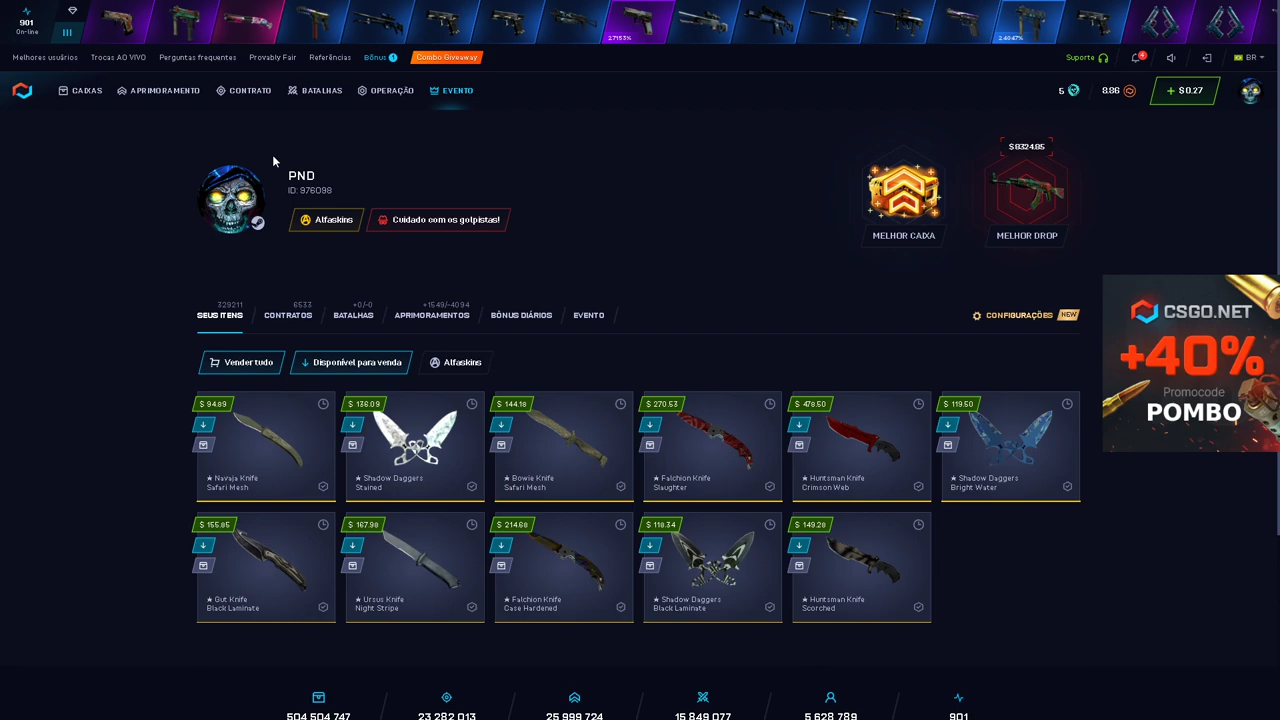 901
On-line
27153%
24047%
Melhores usuários Trocas AO VIVO Perguntas frequentes Provably Fair Referências Bônus 1 Combo Giveaway Suporte 4 BR
CAIXAS APRIMORAMENTO CONTRATO BATALHAS OPERAÇÃO EVENTO 5 8.86 + $0.27
PND
ID: 976098
Alfaskins Cuidado com os golpistas!
$8324.85
MELHOR CAIXA MELHOR DROP
329211 6533 +0/-0 +1549/-4094
SEUS ITENS CONTRATOS BATALHAS APRIMORAMENTOS BÔNUS DIÁRIOS EVENTO CONFIGURAÇÕES NEW
Vender tudo Disponível para venda Alfaskins
CSGO.NET
+40%
Promocode
POMBO
$ 94.89 $ 136.09 $ 144.18 $ 270.53 $ 478.50 $ 119.50
★ Navaja Knife ★ Shadow Daggers ★ Bowie Knife ★ Falchion Knife ★ Huntsman Knife ★ Shadow Daggers
Safari Mesh Stained Safari Mesh Slaughter Crimson Web Bright Water
$ 155.85 $ 167.98 $ 214.68 $ 118.34 $ 149.28
★ Gut Knife ★ Ursus Knife ★ Falchion Knife ★ Shadow Daggers ★ Huntsman Knife
Black Laminate Night Stripe Case Hardened Black Laminate Scorched
504 504 747 23 282 013 25 999 724 15 849 077 5 628 789 901